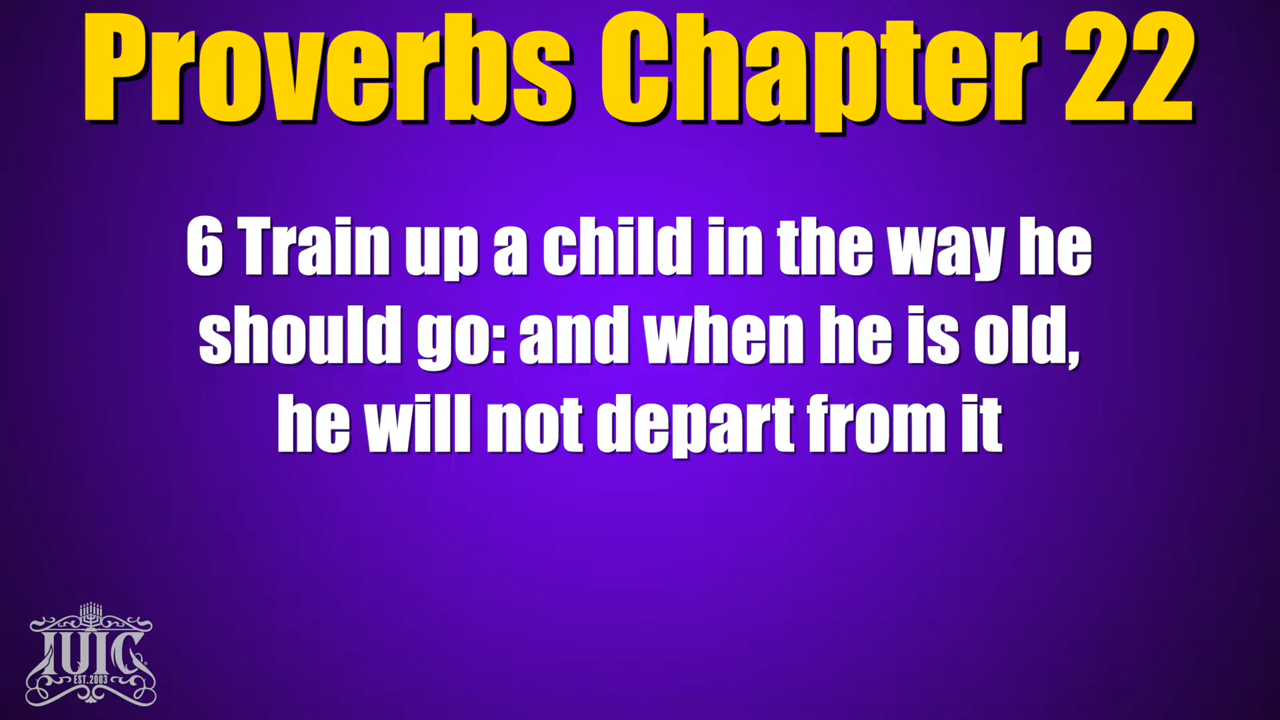 Proverbs Chapter 22
6 Train up a child in the way he
should go: and when he is old,
he will not depart from it
IUIC
EST. 2003